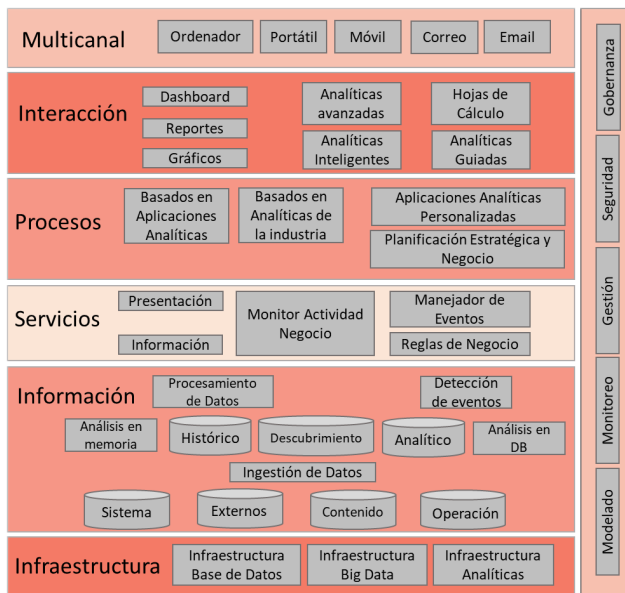 Multicanal
Ordenador
Portátil
Móvil
Correo
Email
Interacción
Dashboard
Reportes
Gráficos
Analíticas
avanzadas
Analíticas
Inteligentes
Hojas de
Cálculo
Analíticas
Guiadas
Procesos
Basados en
Aplicaciones
Analíticas
Basados en
Analíticas de
la industria
Aplicaciones Analíticas
Personalizadas
Planificación Estratégica y
Negocio
Servicios
Presentación
Información
Monitor Actividad
Negocio
Manejador de
Eventos
Reglas de Negocio
Información
Procesamiento
de Datos
Detección
de eventos
Análisis en
memoria
Histórico
Descubrimiento
Analítico
Análisis en
DB
Ingestión de Datos
Sistema
Externos
Contenido
Operación
Infraestructura
Infraestructura
Base de Datos
Infraestructura
Big Data
Infraestructura
Analíticas
Gobernanza
Seguridad
Gestión
Monitoreo
Modelado